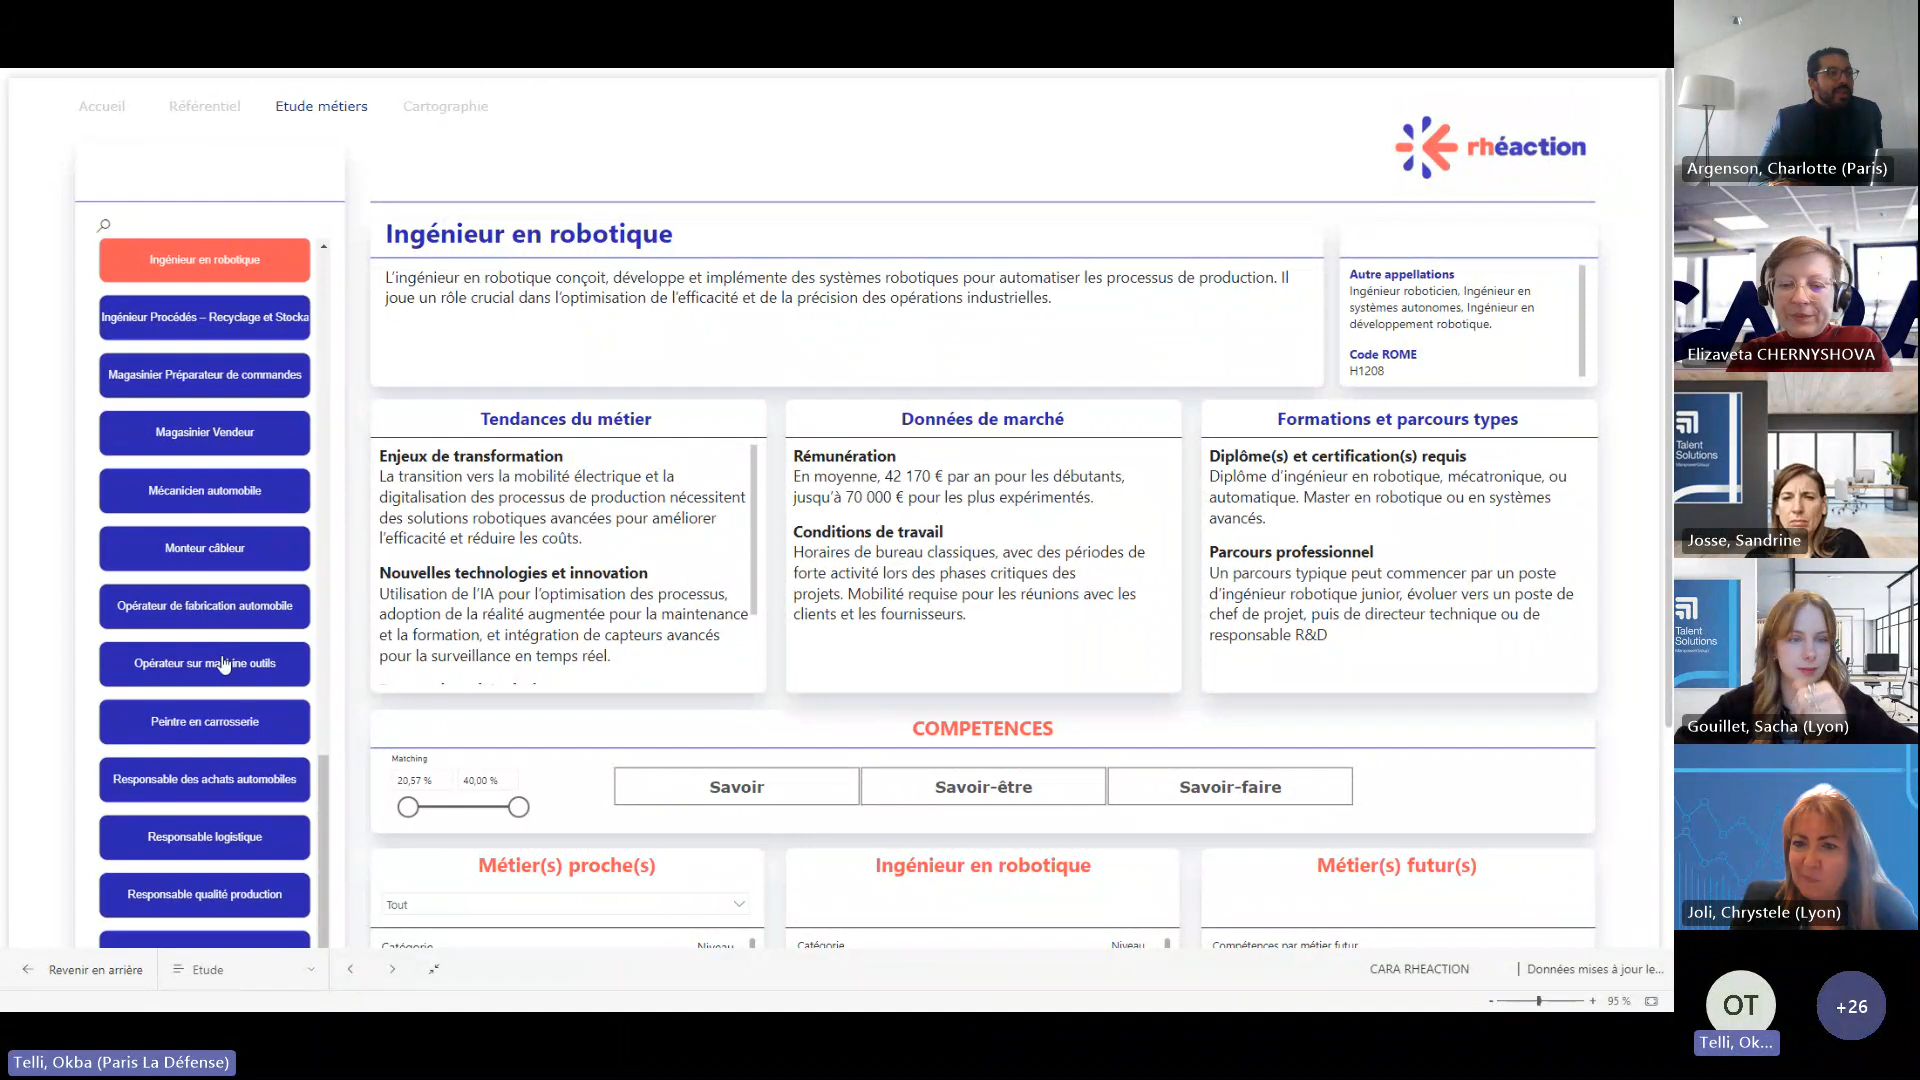 Accueil
Référentiel
Etude métiers
Cartographie
rhéaction
Ingénieur en robotique
Ingénieur Procédés – Recyclage et Stocka
Magasinier Préparateur de commandes
Magasinier Vendeur
Mécanicien automobile
Monteur câbleur
Opérateur de fabrication automobile
Opérateur sur machine outils
Peintre en carrosserie
Responsable des achats automobiles
Responsable logistique
Responsable qualité production
Ingénieur en robotique
L’ingénieur en robotique conçoit, développe et implémente des systèmes robotiques pour automatiser les processus de production. Il
joue un rôle crucial dans l’optimisation de l’efficacité et de la précision des opérations industrielles.
Autre appellations
Ingénieur roboticien, Ingénieur en
systèmes autonomes, Ingénieur en
développement robotique.
Code ROME
H1208
Tendances du métier
Enjeux de transformation
La transition vers la mobilité électrique et la
digitalisation des processus de production nécessitent
des solutions robotiques avancées pour améliorer
l’efficacité et réduire les coûts.
Nouvelles technologies et innovation
Utilisation de l’IA pour l’optimisation des processus,
adoption de la réalité augmentée pour la maintenance
et la formation, et intégration de capteurs avancés
pour la surveillance en temps réel.
Données de marché
Rémunération
En moyenne, 42 170 € par an pour les débutants,
jusqu’à 70 000 € pour les plus expérimentés.
Conditions de travail
Horaires de bureau classiques, avec des périodes de
forte activité lors des phases critiques des
projets. Mobilité requise pour les réunions avec les
clients et les fournisseurs.
Formations et parcours types
Diplôme(s) et certification(s) requis
Diplôme d’ingénieur en robotique, mécatronique, ou
automatique. Master en robotique ou en systèmes
avancés.
Parcours professionnel
Un parcours typique peut commencer par un poste
d’ingénieur robotique junior, évoluer vers un poste de
chef de projet, puis de directeur technique ou de
responsable R&D
COMPETENCES
Matching
20,57 %
40,00 %
Savoir
Savoir-être
Savoir-faire
Métier(s) proche(s)
Tout
Catégorie
Niveau
Ingénieur en robotique
Catégorie
Niveau
Métier(s) futur(s)
Compétences par métier futur
Revenir en arrière
Etude
CARA RHEACTION
Données mises à jour le...
95 %
Telli, Okba (Paris La Défense)
Argenson, Charlotte (Paris)
Elizaveta CHERNYSHOVA
Talent
Solutions
Josse, Sandrine
Talent
Solutions
Gouillet, Sacha (Lyon)
Joli, Chrystele (Lyon)
OT
Telli, Ok...
+26